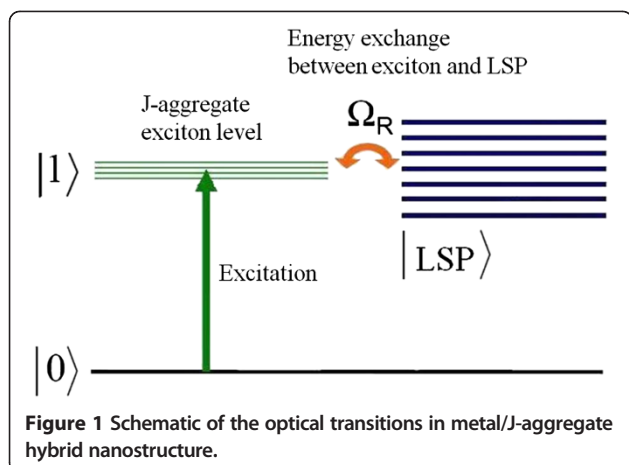 Energy exchange
between exciton and LSP
J-aggregate
exciton level
Ω_R
|1⟩
|LSP⟩
Excitation
|0⟩
Figure 1 Schematic of the optical transitions in metal/J-aggregate
hybrid nanostructure.